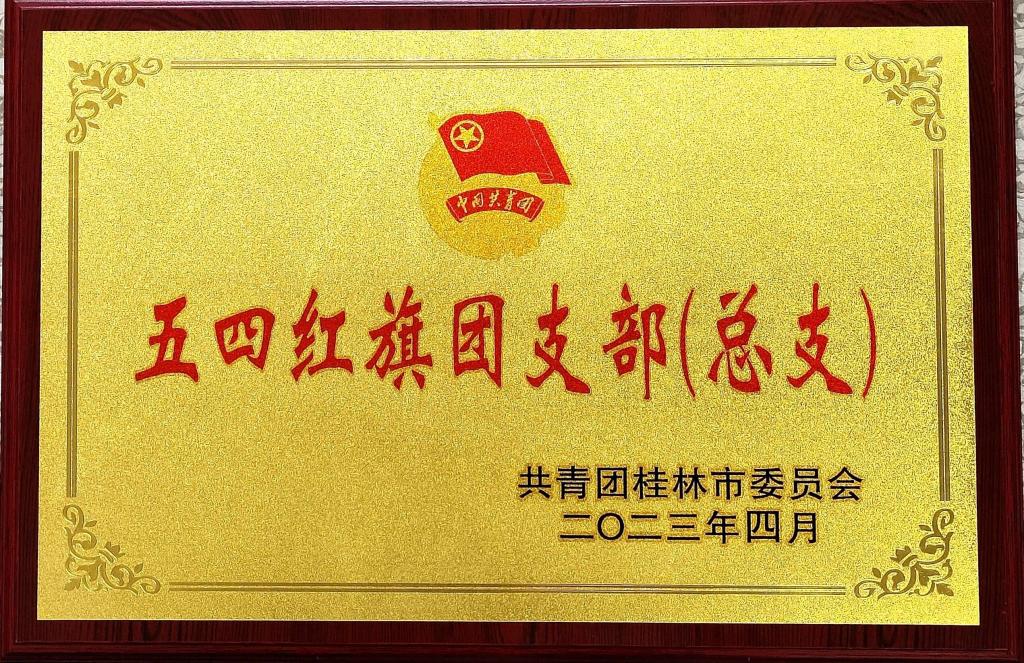 中国共青团
五四红旗团支部(总支)
共青团桂林市委员会
二〇二三年四月